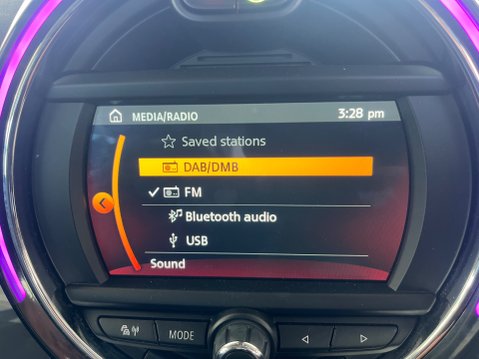 MEDIA/RADIO 3:28 pm
Saved stations
DAB/DMB
FM
Bluetooth audio
USB
Sound
MODE